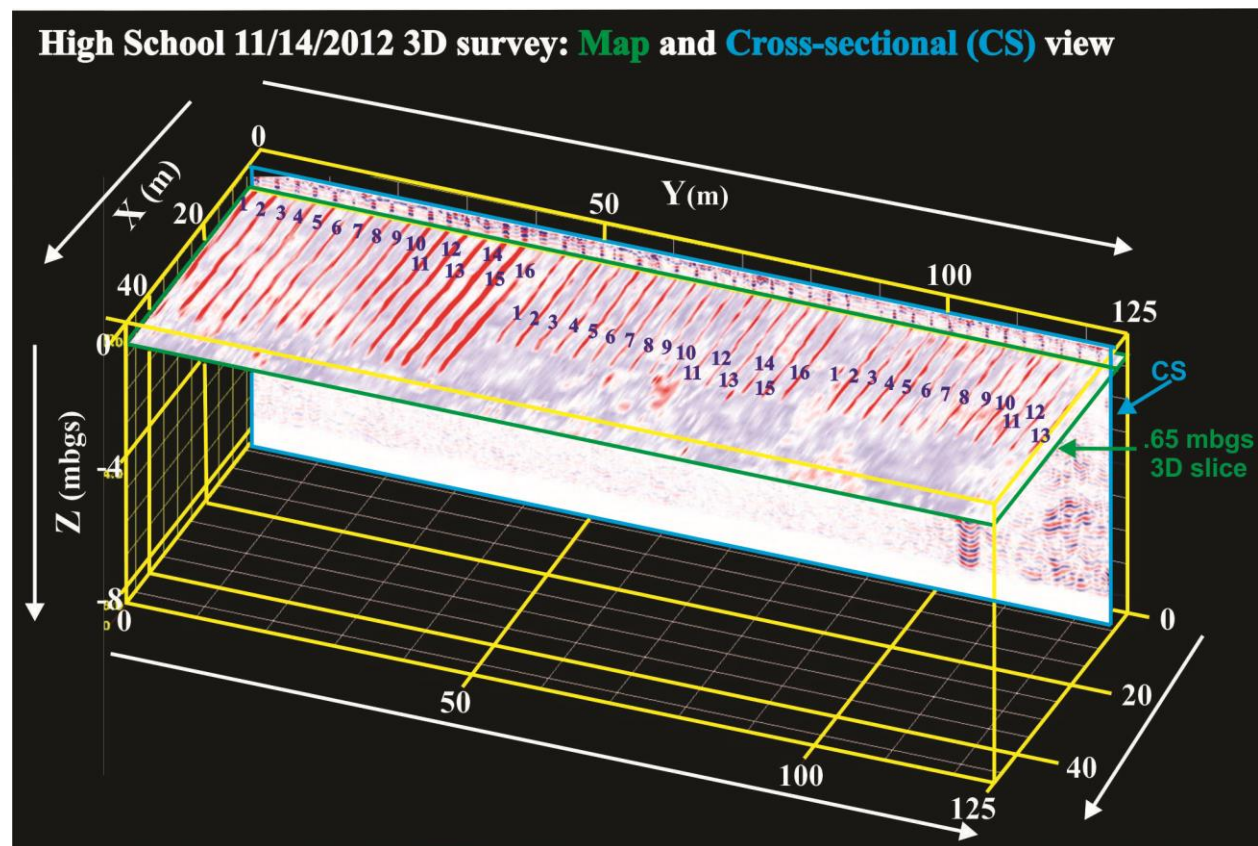 High School 11/14/2012 3D survey: Map and Cross-sectional (CS) view
0
X (m)
20
40
Y(m)
50
100
125
1 2 3 4 5 6 7 8 9 10 12 14
11 13 15 16
1 2 3 4 5 6 7 8 9 10 12 14 16
11 13 15
1 2 3 4 5 6 7 8 9 10 12
11 13
CS
.65 mbgs
3D slice
0
Z (mbgs)
-4
-8
0
50
100
125
0
20
40